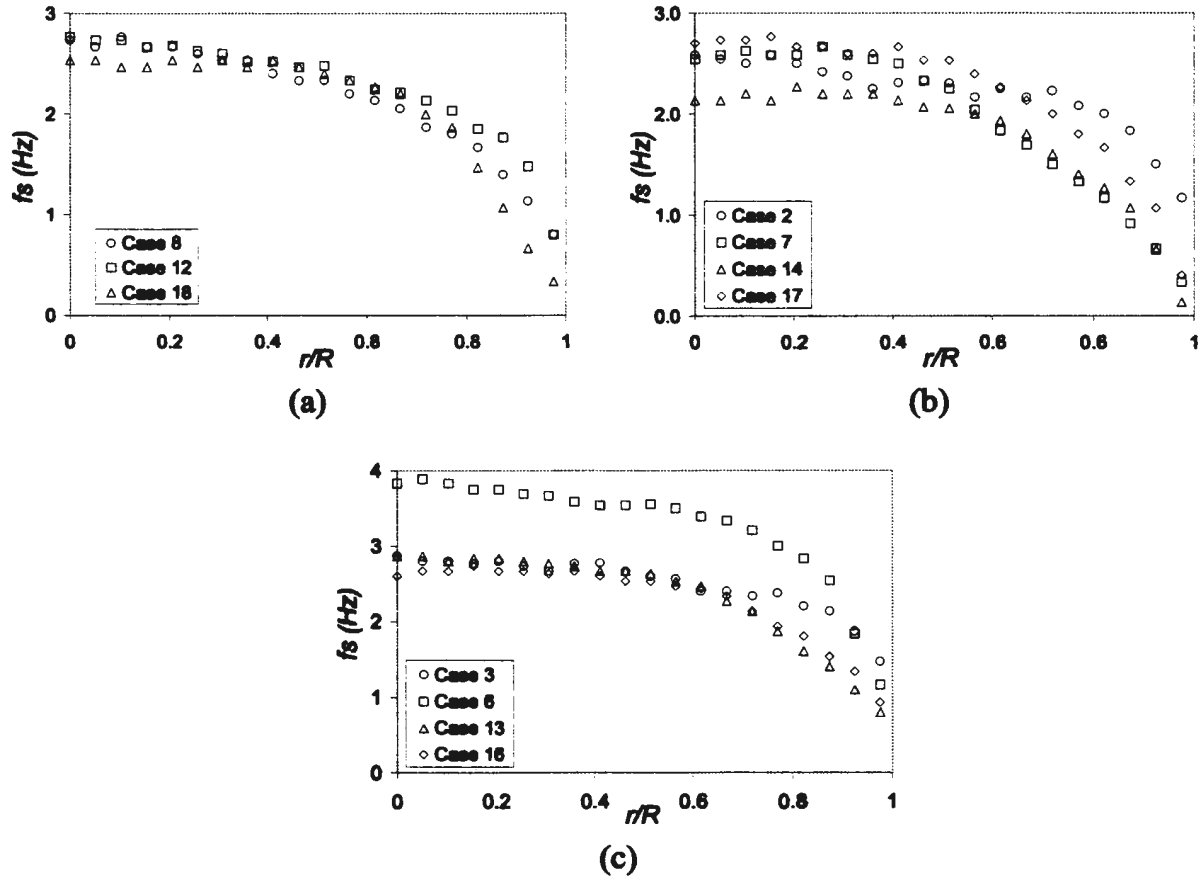 3
2
1
0
fs (Hz)
Case 8
Case 12
Case 18
0
0.2
0.4
0.6
0.8
1
r/R
(a)
3.0
2.0
1.0
0.0
fs (Hz)
Case 2
Case 7
Case 14
Case 17
0
0.2
0.4
0.6
0.8
1
r/R
(b)
4
3
2
1
0
fs (Hz)
Case 3
Case 6
Case 13
Case 16
0
0.2
0.4
0.6
0.8
1
r/R
(c)